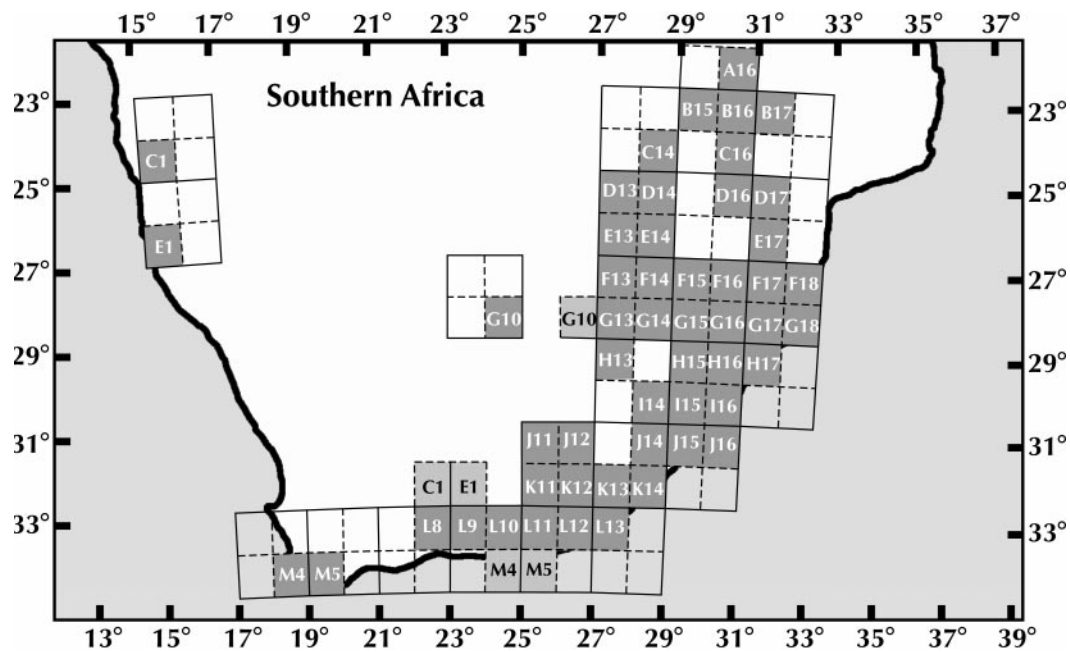 15° 17° 19° 21° 23° 25° 27° 29° 30° 31° 33° 35° 37°
Southern Africa
A16
23° B15 B16 B17 23°
C1 C14 C16
25° D13 D14 D16 D17 25°
E1 E13 E14 E17
27° F13 F14 F15 F16 F17 F18 27°
G10 G10 G13 G14 G15 G16 G17 G18
29° H13 H15 H16 H17 29°
I14 I15 I16
31° J11 J12 J14 J15 J16 31°
C1 E1 K11 K12 K13 K14
33° L8 L9 L10 L11 L12 L13 33°
M4 M5 M4 M5
13° 15° 17° 19° 21° 23° 25° 27° 29° 31° 33° 35° 37° 39°